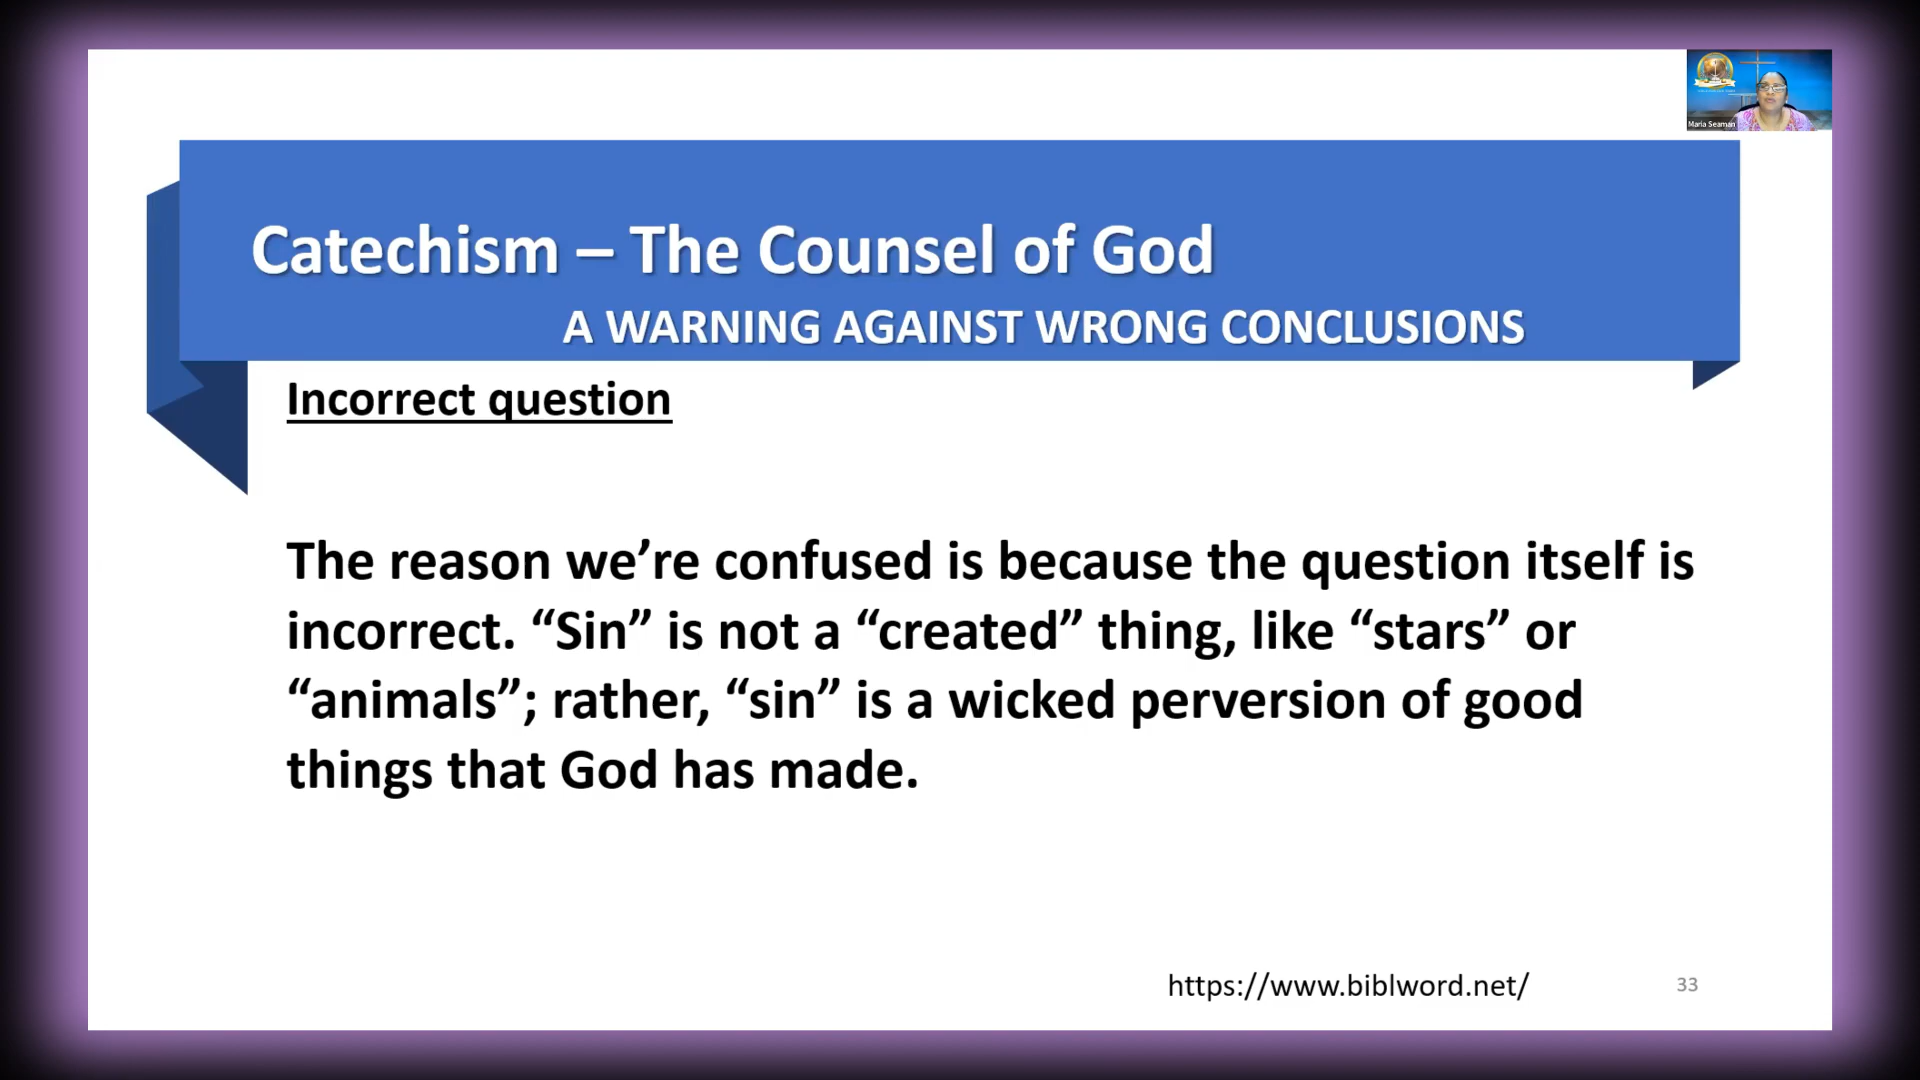 Maria Seaman
Catechism – The Counsel of God
A WARNING AGAINST WRONG CONCLUSIONS
Incorrect question
The reason we’re confused is because the question itself is
incorrect. “Sin” is not a “created” thing, like “stars” or
“animals”; rather, “sin” is a wicked perversion of good
things that God has made.
https://www.biblword.net/
33